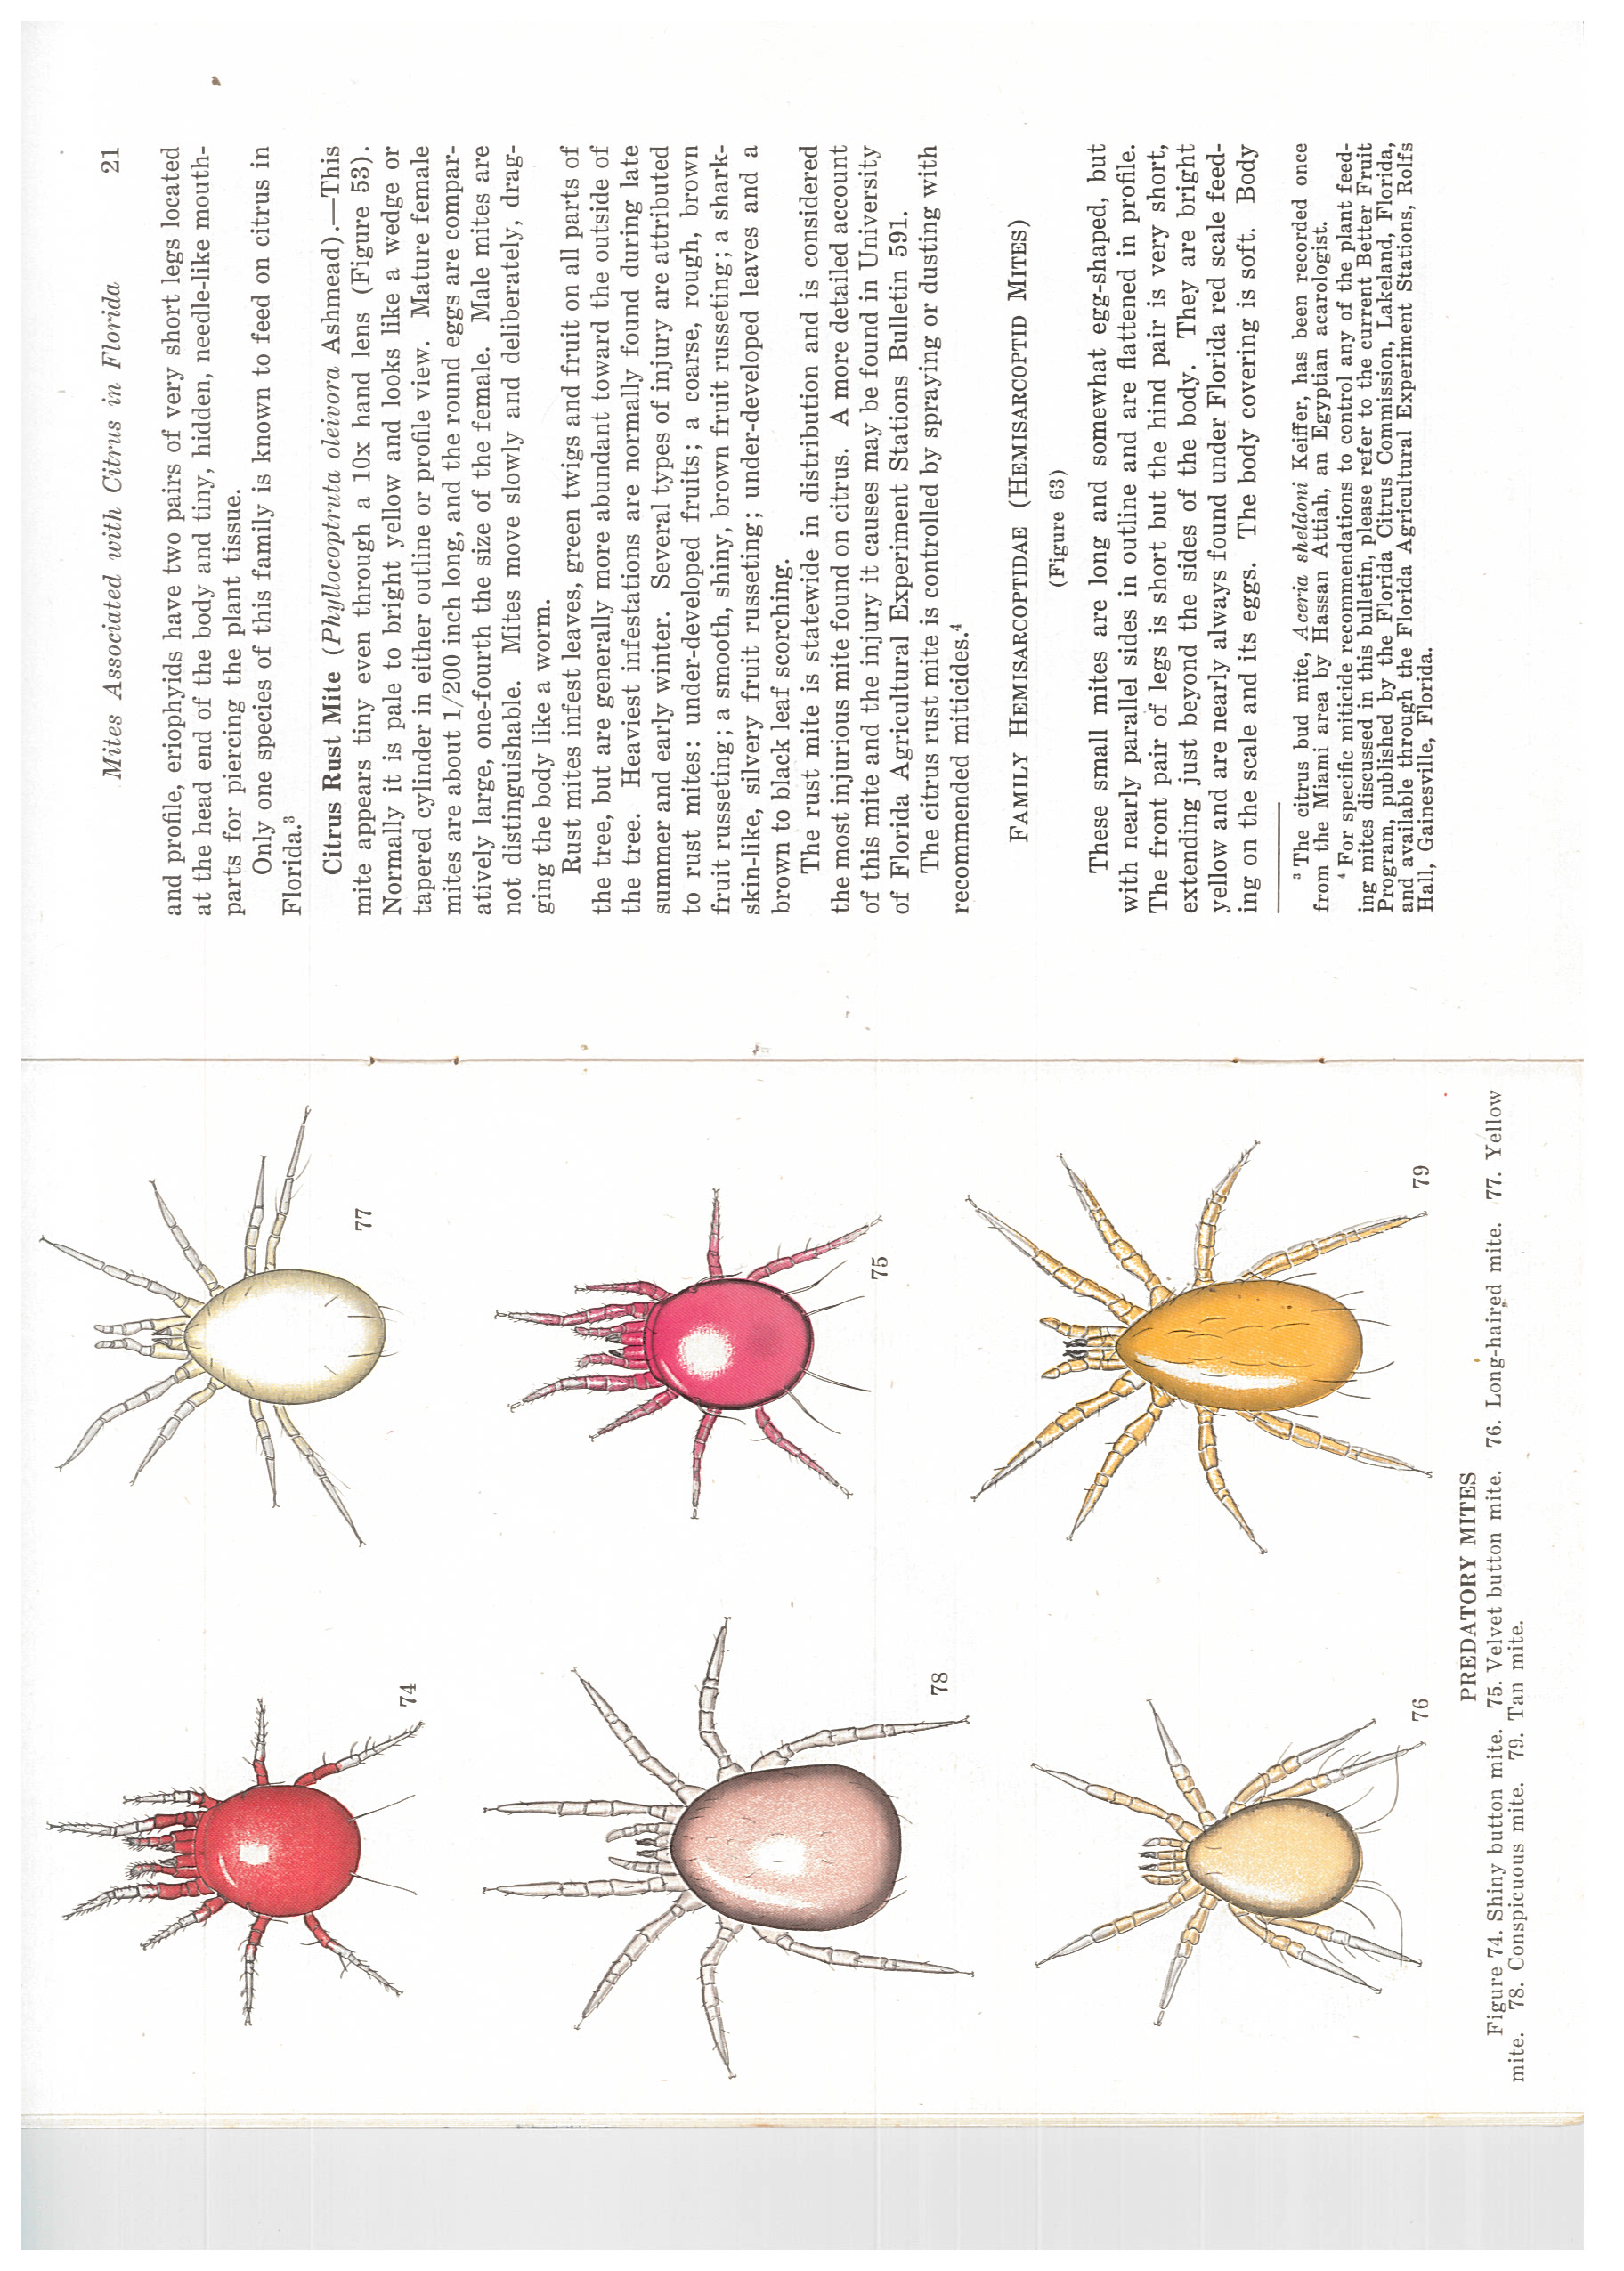 74
77
78
75
76
79
PREDATORY MITES
Figure 74. Shiny button mite. 75. Velvet button mite. 76. Long-haired mite. 77. Yellow
mite. 78. Conspicuous mite. 79. Tan mite.
Mites Associated with Citrus in Florida 21
and profile, eriophyids have two pairs of very short legs located
at the head end of the body and tiny, hidden, needle-like mouth-
parts for piercing the plant tissue.
Only one species of this family is known to feed on citrus in
Florida.³
Citrus Rust Mite (Phyllocoptruta oleivora Ashmead).—This
mite appears tiny even through a 10x hand lens (Figure 53).
Normally it is pale to bright yellow and looks like a wedge or
tapered cylinder in either outline or profile view. Mature female
mites are about 1/200 inch long, and the round eggs are compar-
atively large, one-fourth the size of the female. Male mites are
not distinguishable. Mites move slowly and deliberately, drag-
ging the body like a worm.
Rust mites infest leaves, green twigs and fruit on all parts of
the tree, but are generally more abundant toward the outside of
the tree. Heaviest infestations are normally found during late
summer and early winter. Several types of injury are attributed
to rust mites: under-developed fruits; a coarse, rough, brown
fruit russeting; a smooth, shiny, brown fruit russeting; a shark-
skin-like, silvery fruit russeting; under-developed leaves and a
brown to black leaf scorching.
The rust mite is statewide in distribution and is considered
the most injurious mite found on citrus. A more detailed account
of this mite and the injury it causes may be found in University
of Florida Agricultural Experiment Stations Bulletin 591.
The citrus rust mite is controlled by spraying or dusting with
recommended miticides.⁴
FAMILY HEMISARCOPTIDAE (HEMISARCOPTID MITES)
(Figure 63)
These small mites are long and somewhat egg-shaped, but
with nearly parallel sides in outline and are flattened in profile.
The front pair of legs is short but the hind pair is very short,
extending just beyond the sides of the body. They are bright
yellow and are nearly always found under Florida red scale feed-
ing on the scale and its eggs. The body covering is soft. Body
³ The citrus bud mite, Aceria sheldoni Keiffer, has been recorded once
from the Miami area by Hassan Attiah, an Egyptian acarologist.
⁴ For specific miticide recommendations to control any of the plant feed-
ing mites discussed in this bulletin, please refer to the current Better Fruit
Program, published by the Florida Citrus Commission, Lakeland, Florida,
and available through the Florida Agricultural Experiment Stations, Rolfs
Hall, Gainesville, Florida.